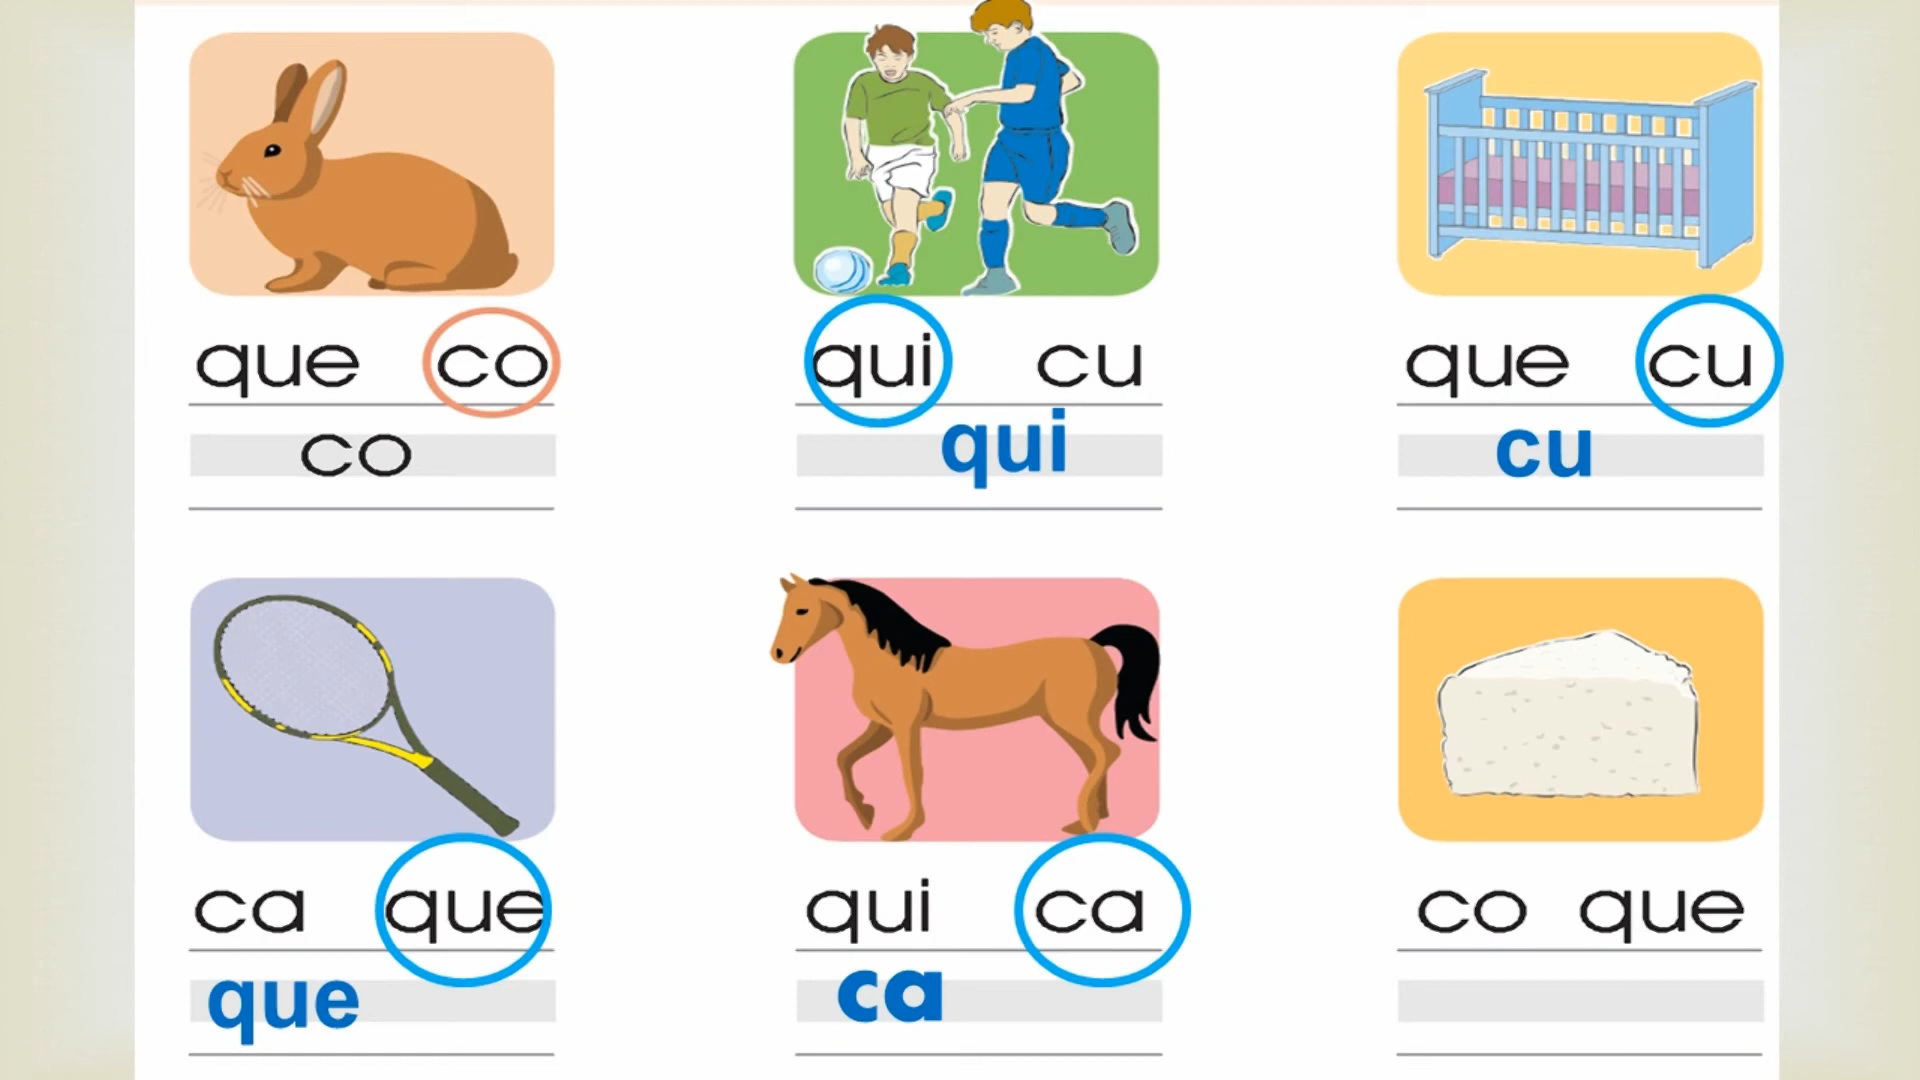 que co
qui cu
que cu
co
qui
cu
ca que
qui ca
co que
que
ca